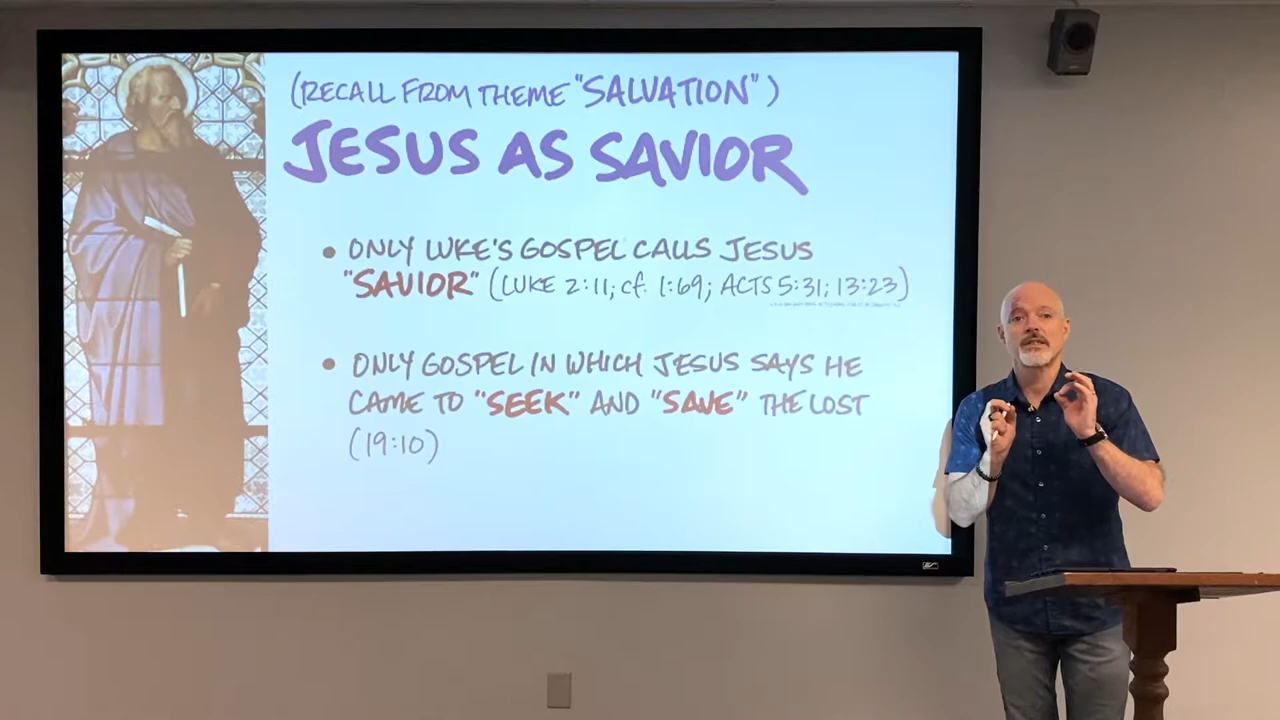 (RECALL FROM THEME "SALVATION")
JESUS AS SAVIOR
• ONLY LUKE'S GOSPEL CALLS JESUS
"SAVIOR" (LUKE 2:11; cf. 1:69; ACTS 5:31; 13:23)
• ONLY GOSPEL IN WHICH JESUS SAYS HE
CAME TO "SEEK" AND "SAVE" THE LOST
(19:10)